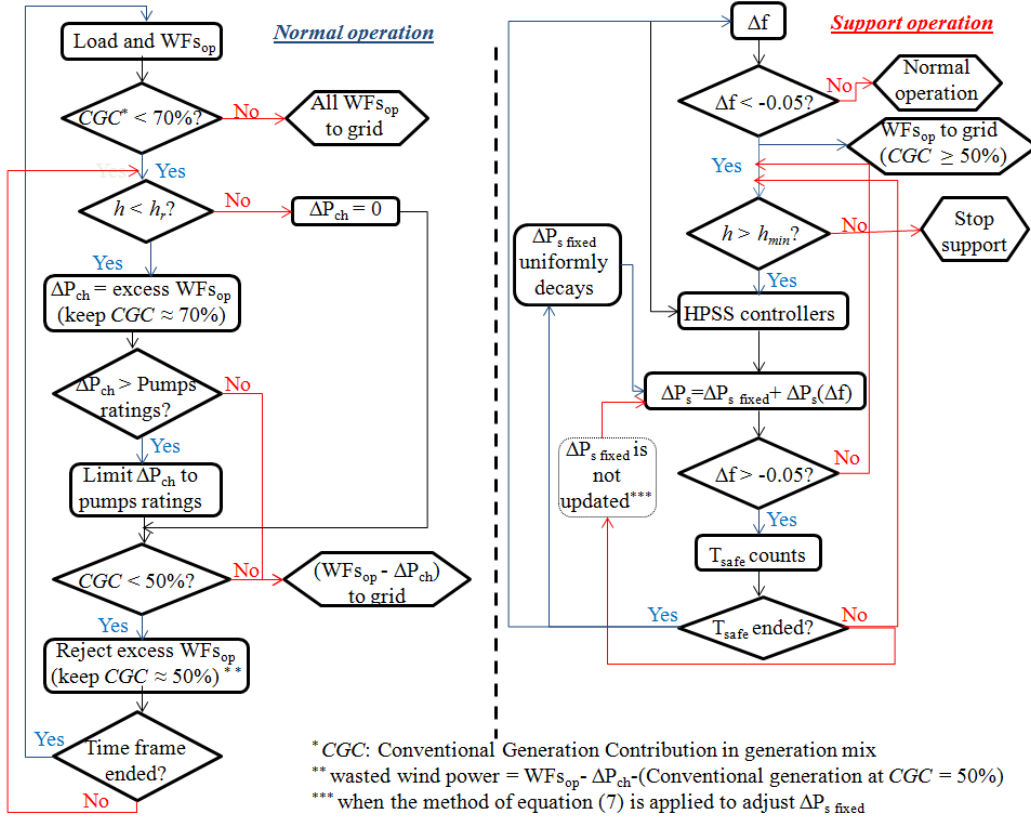 Normal operation
Load and WFsop
CGC* < 70%?
No
All WFsop
to grid
Yes
Yes
h < hr?
No
ΔPch = 0
Yes
ΔPch = excess WFsop
(keep CGC ≈ 70%)
ΔPch > Pumps
ratings?
No
Yes
Limit ΔPch to
pumps ratings
CGC < 50%?
No
(WFsop - ΔPch)
to grid
Yes
Reject excess WFsop
(keep CGC ≈ 50%) **
Time frame
ended?
Yes
No
Support operation
Δf
Δf < -0.05?
No
Normal
operation
WFsop to grid
(CGC ≥ 50%)
Yes
h > hmin?
No
Stop
support
Yes
ΔPs fixed
uniformly
decays
HPSS controllers
ΔPs=ΔPs fixed+ ΔPs(Δf)
ΔPs fixed is
not
updated***
Δf > -0.05?
No
Yes
Tsafe counts
Tsafe ended?
Yes
No
* CGC: Conventional Generation Contribution in generation mix
** wasted wind power = WFsop- ΔPch-(Conventional generation at CGC = 50%)
*** when the method of equation (7) is applied to adjust ΔPs fixed